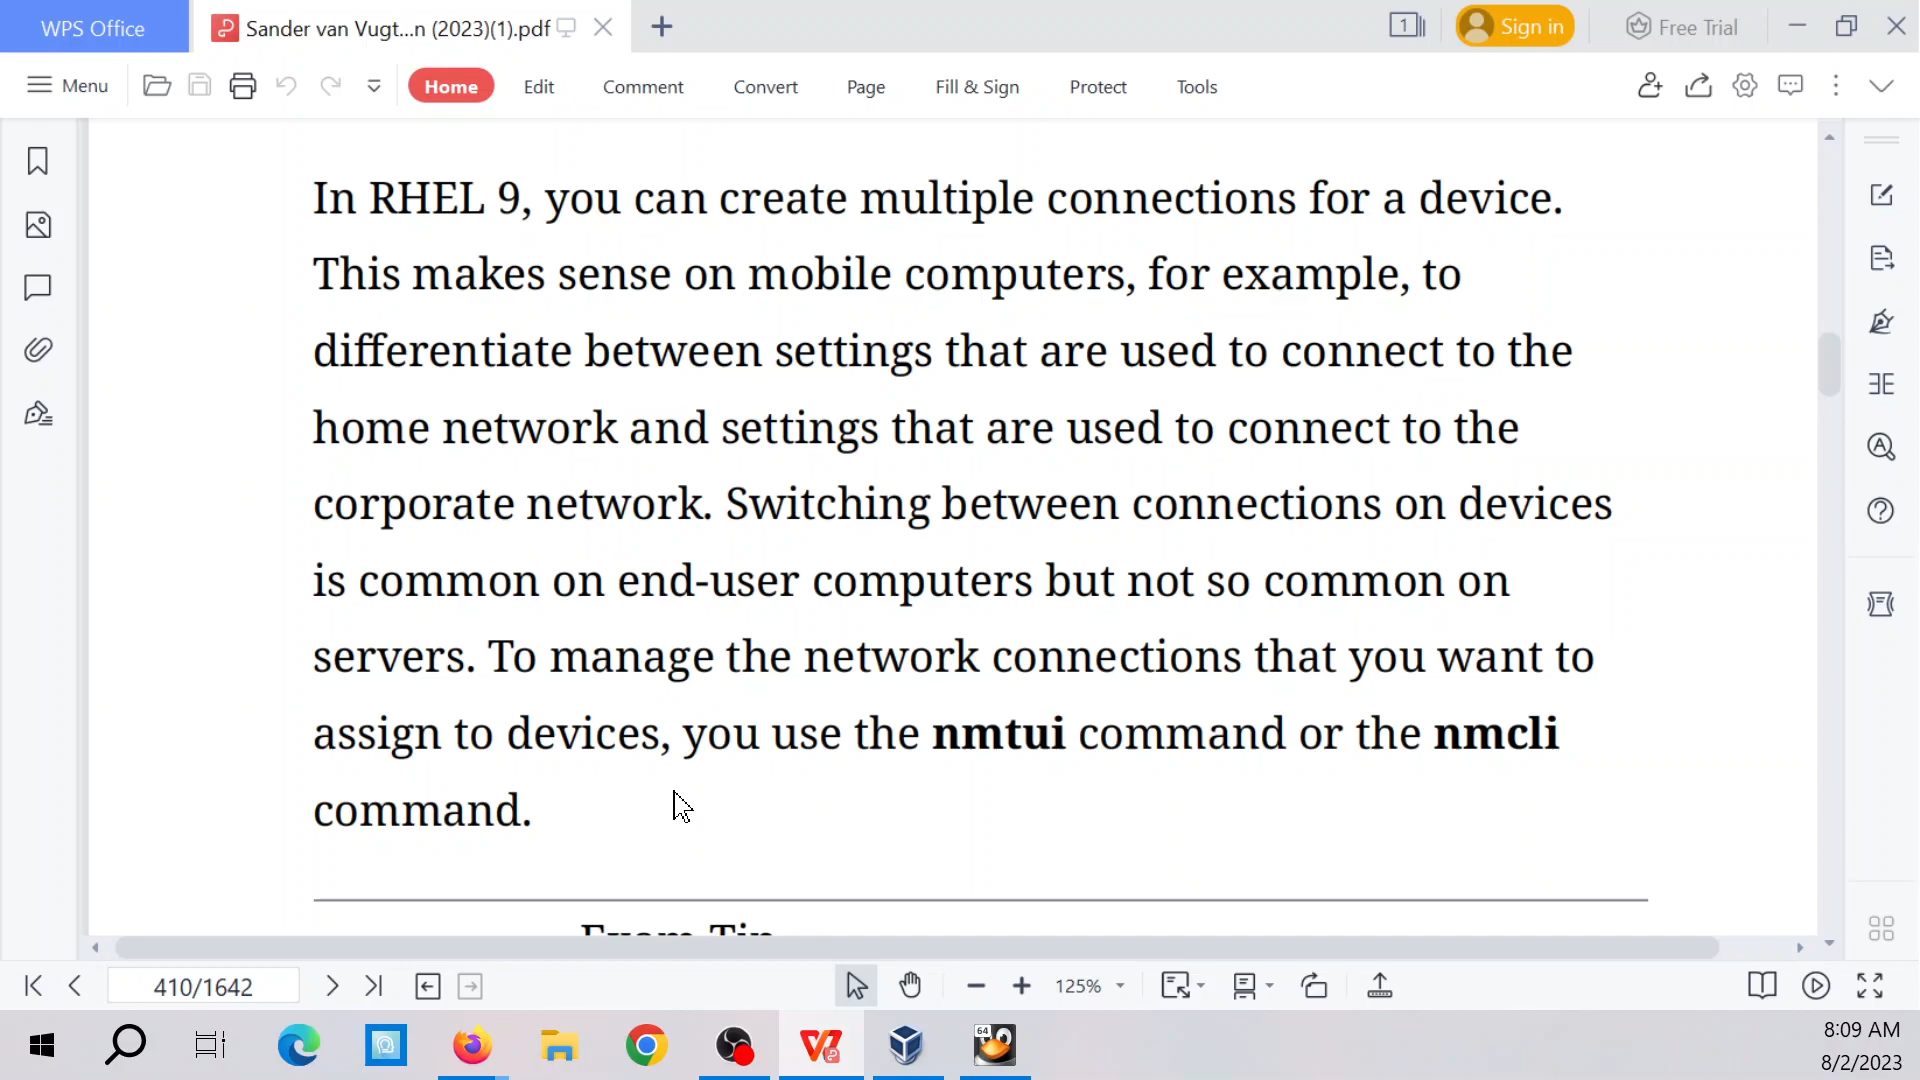 WPS Office
Sander van Vugt...n (2023)(1).pdf
1
Sign in
Free Trial
Menu
Home
Edit
Comment
Convert
Page
Fill & Sign
Protect
Tools
In RHEL 9, you can create multiple connections for a device.
This makes sense on mobile computers, for example, to
differentiate between settings that are used to connect to the
home network and settings that are used to connect to the
corporate network. Switching between connections on devices
is common on end-user computers but not so common on
servers. To manage the network connections that you want to
assign to devices, you use the nmtui command or the nmcli
command.
Exam Tip
410/1642
125%
64
8:09 AM
8/2/2023